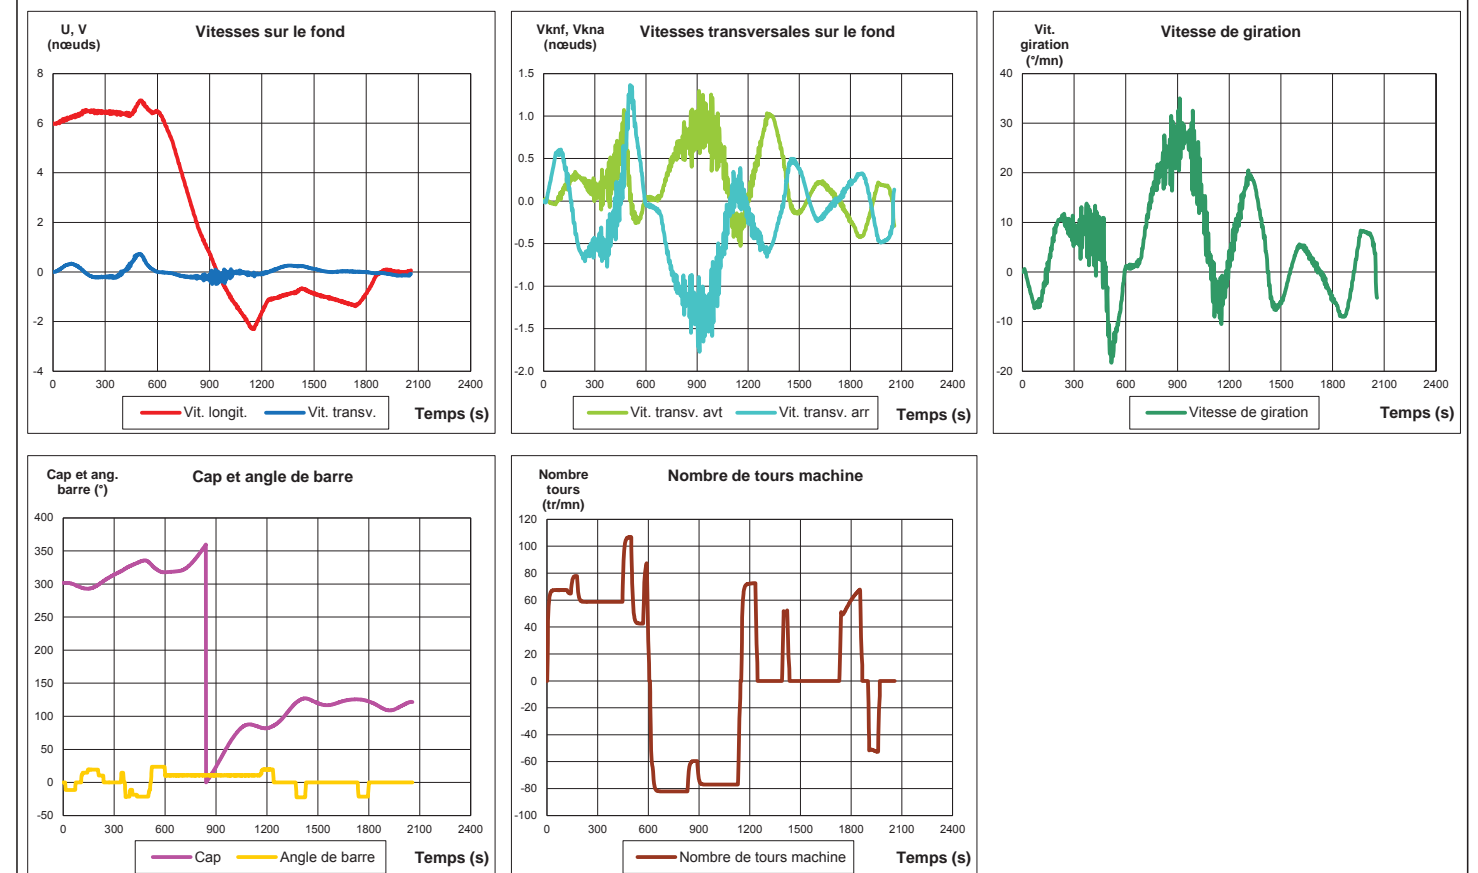 U, V
(nœuds)
Vitesses sur le fond
8
6
4
2
0
-2
-4
0 300 600 900 1200 1500 1800 2100 2400
Vit. longit. Vit. transv.
Temps (s)
Vknf, Vkna
(nœuds)
Vitesses transversales sur le fond
1.5
1.0
0.5
0.0
-0.5
-1.0
-1.5
-2.0
0 300 600 900 1200 1500 1800 2100 2400
Vit. transv. avt Vit. transv. arr
Temps (s)
Vit.
giration
(°/mn)
Vitesse de giration
40
30
20
10
0
-10
-20
0 300 600 900 1200 1500 1800 2100 2400
Vitesse de giration
Temps (s)
Cap et ang.
barre (°)
Cap et angle de barre
400
350
300
250
200
150
100
50
0
-50
0 300 600 900 1200 1500 1800 2100 2400
Cap Angle de barre
Temps (s)
Nombre
tours
(tr/mn)
Nombre de tours machine
120
100
80
60
40
20
0
-20
-40
-60
-80
-100
0 300 600 900 1200 1500 1800 2100 2400
Nombre de tours machine
Temps (s)